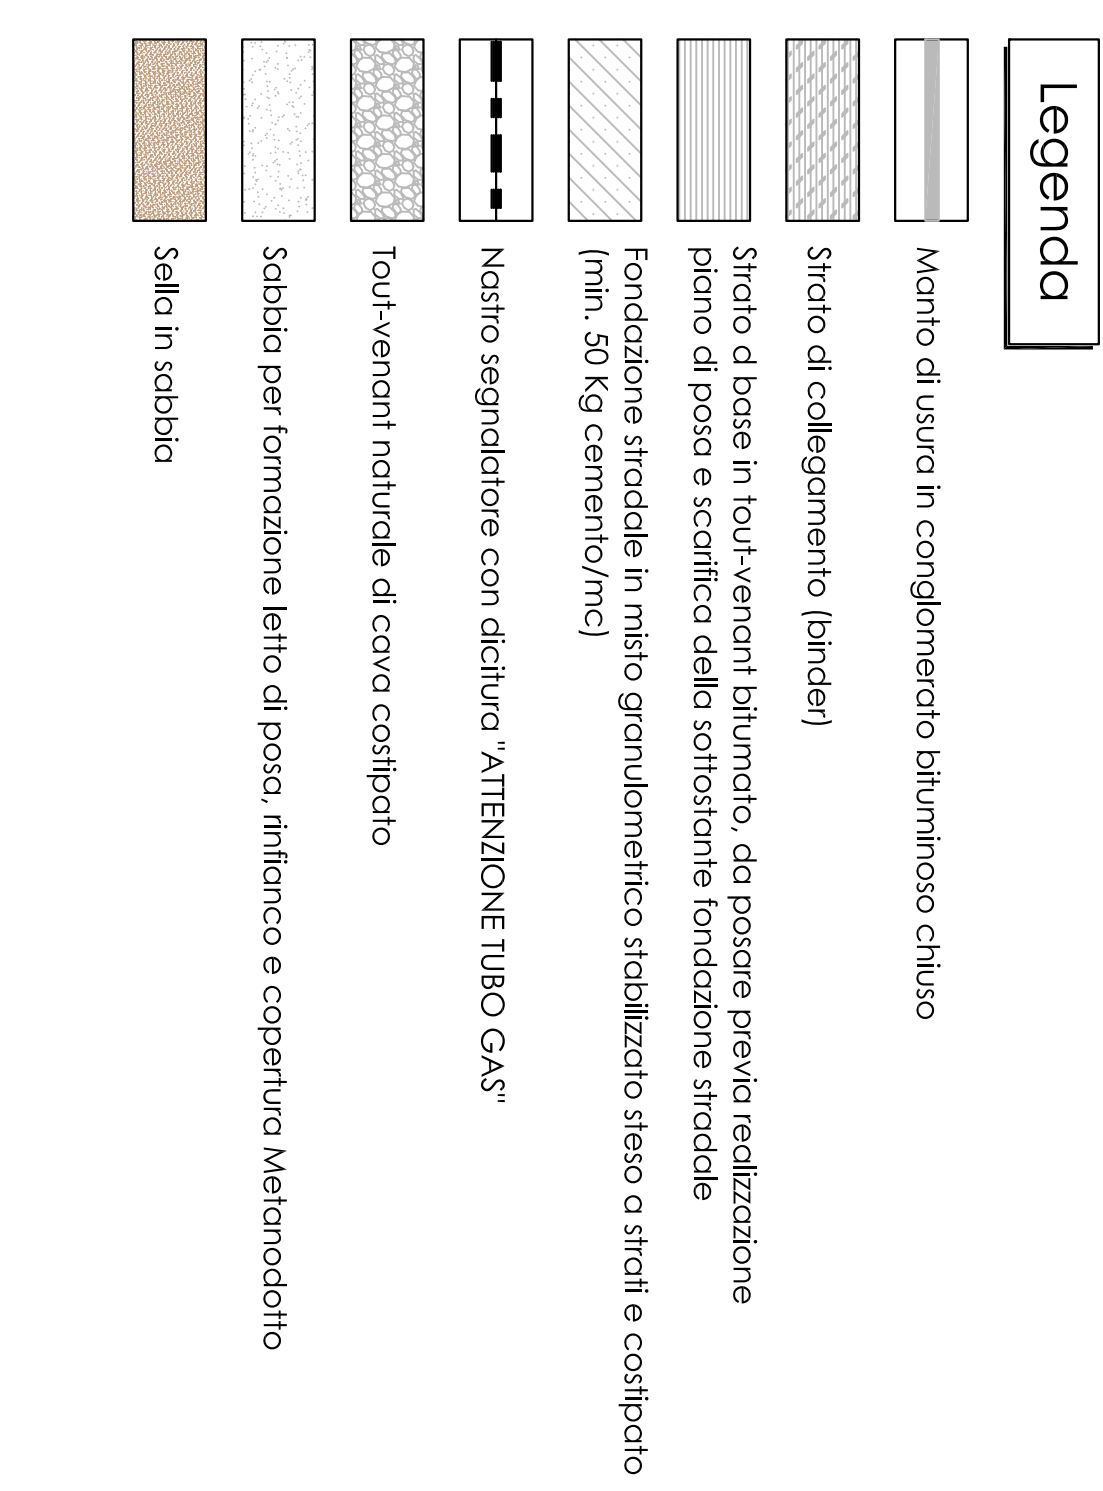 Legenda
Manto di usura in conglomerato bituminoso chiuso
Strato di collegamento (binder)
Strato d base in tout-venant bitumato, da posare previa realizzazione
piano di posa e scarifica della sottostante fondazione stradale
Fondazione stradale in misto granulometrico stabilizzato steso a strati e costipato
(min. 50 Kg cemento/mc)
Nastro segnalatore con dicitura "ATTENZIONE TUBO GAS"
Tout-venant naturale di cava costipato
Sabbia per formazione letto di posa, rinfianco e copertura Metanodotto
Sella in sabbia